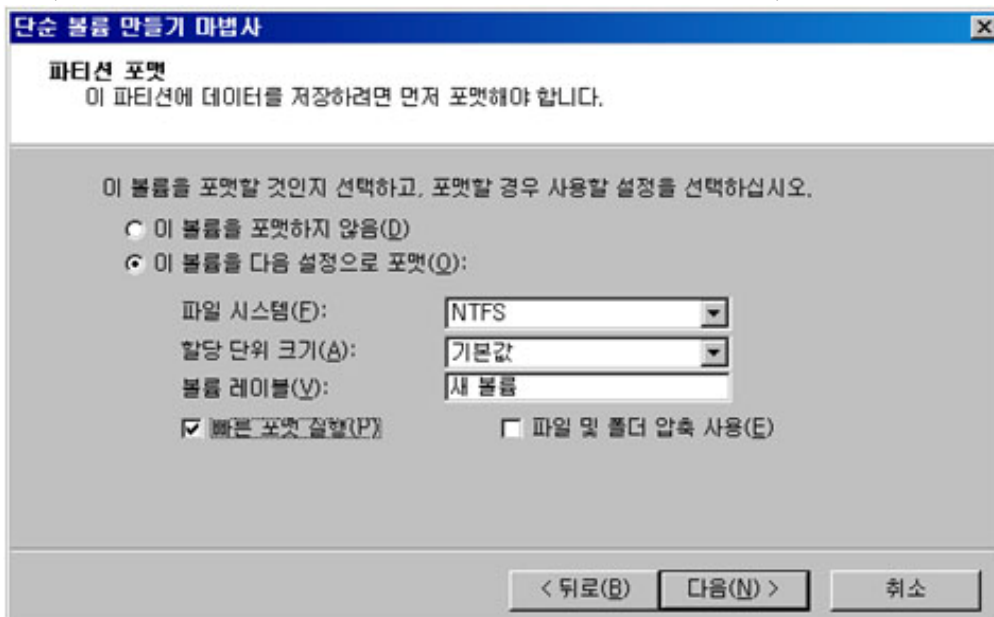 단순 볼륨 만들기 마법사
파티션 포맷
이 파티션에 데이터를 저장하려면 먼저 포맷해야 합니다.
이 볼륨을 포맷할 것인지 선택하고, 포맷할 경우 사용할 설정을 선택하십시오.
이 볼륨을 포맷하지 않음(D)
이 볼륨을 다음 설정으로 포맷(O):
파일 시스템(F): NTFS
할당 단위 크기(A): 기본값
볼륨 레이블(V): 새 볼륨
빠른 포맷 실행(P) 파일 및 폴더 압축 사용(E)
< 뒤로(B) 다음(N) > 취소